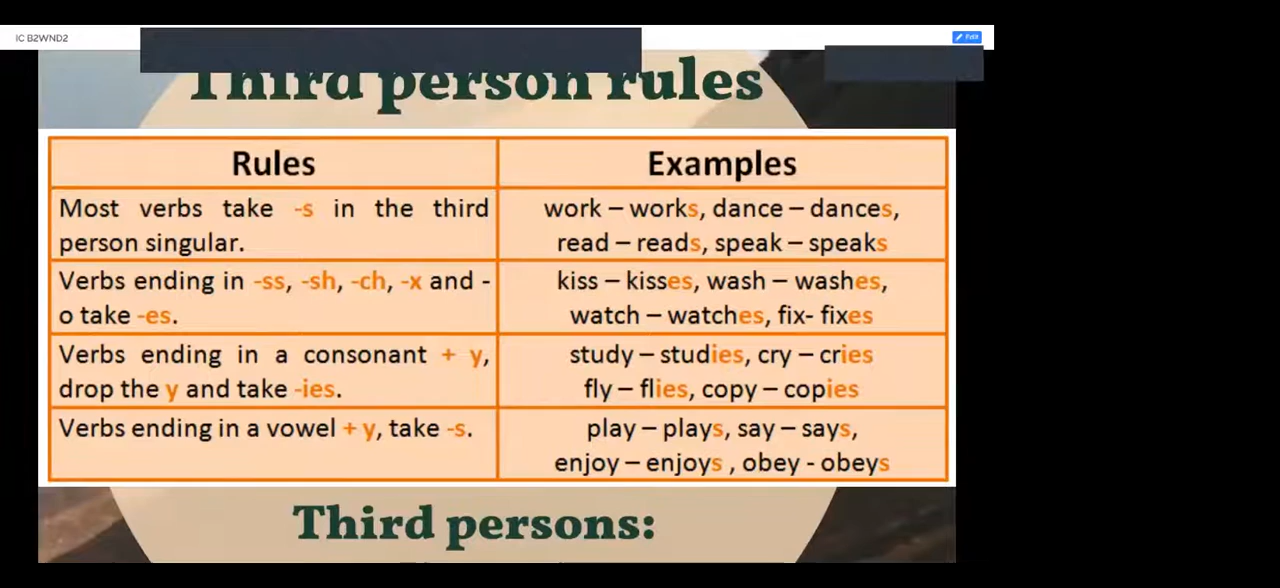 IC B2WND2
Edit
Third person rules
Rules
Examples
Most verbs take -s in the third
person singular.
work – works, dance – dances,
read – reads, speak – speaks
Verbs ending in -ss, -sh, -ch, -x and -
o take -es.
kiss – kisses, wash – washes,
watch – watches, fix- fixes
Verbs ending in a consonant + y,
drop the y and take -ies.
study – studies, cry – cries
fly – flies, copy – copies
Verbs ending in a vowel + y, take -s.
play – plays, say – says,
enjoy – enjoys , obey - obeys
Third persons: